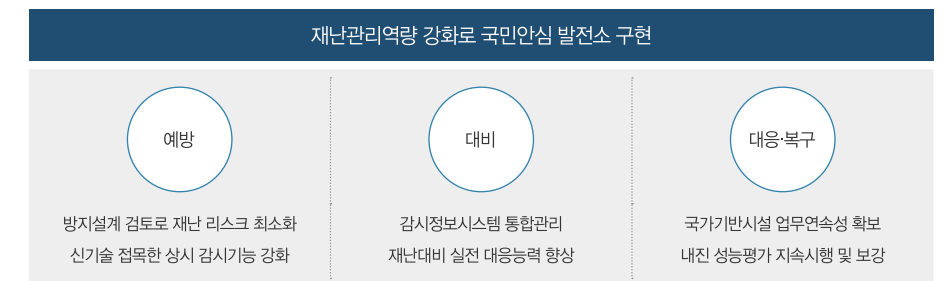 재난관리역량 강화로 국민안심 발전소 구현
예방
방지설계 검토로 재난 리스크 최소화
신기술 접목한 상시 감시기능 강화
대비
감시정보시스템 통합관리
재난대비 실전 대응능력 향상
대응·복구
국가기반시설 업무연속성 확보
내진 성능평가 지속시행 및 보강